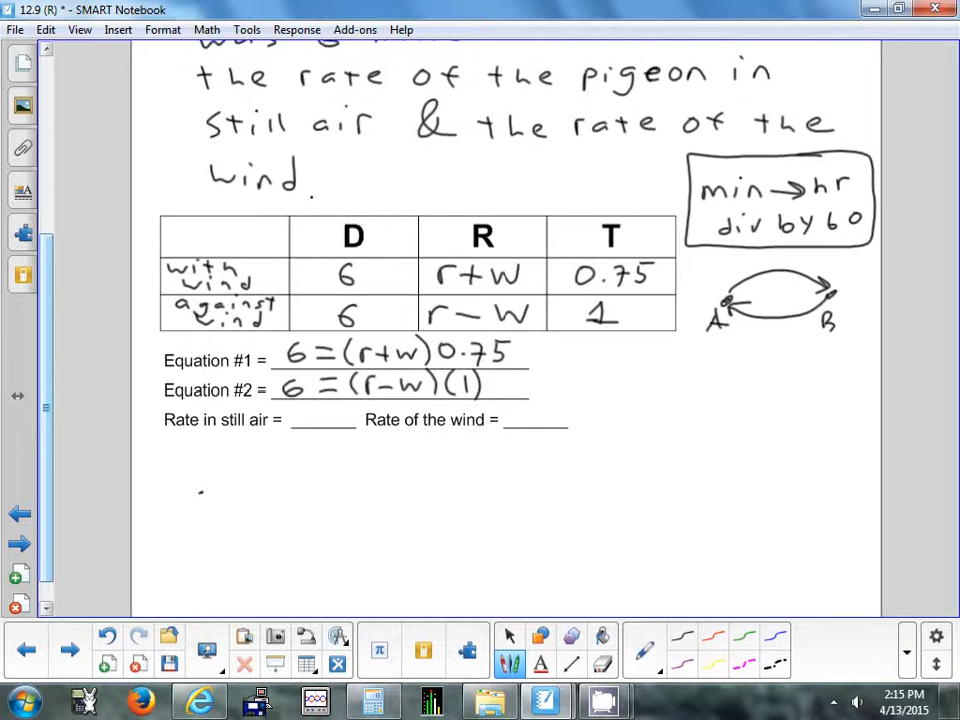 12.9 (R) * - SMART Notebook
File Edit View Insert Format Math Tools Response Add-ons Help
the rate of the pigeon in
still air & the rate of the
wind.
min → hr
div by 60
D R T
with wind 6 r+w 0.75
against wind 6 r-w 1
A B
Equation #1 = 6=(r+w)0.75
Equation #2 = 6 =(r-w)(1)
Rate in still air = _______ Rate of the wind = _______
2:15 PM
4/13/2015